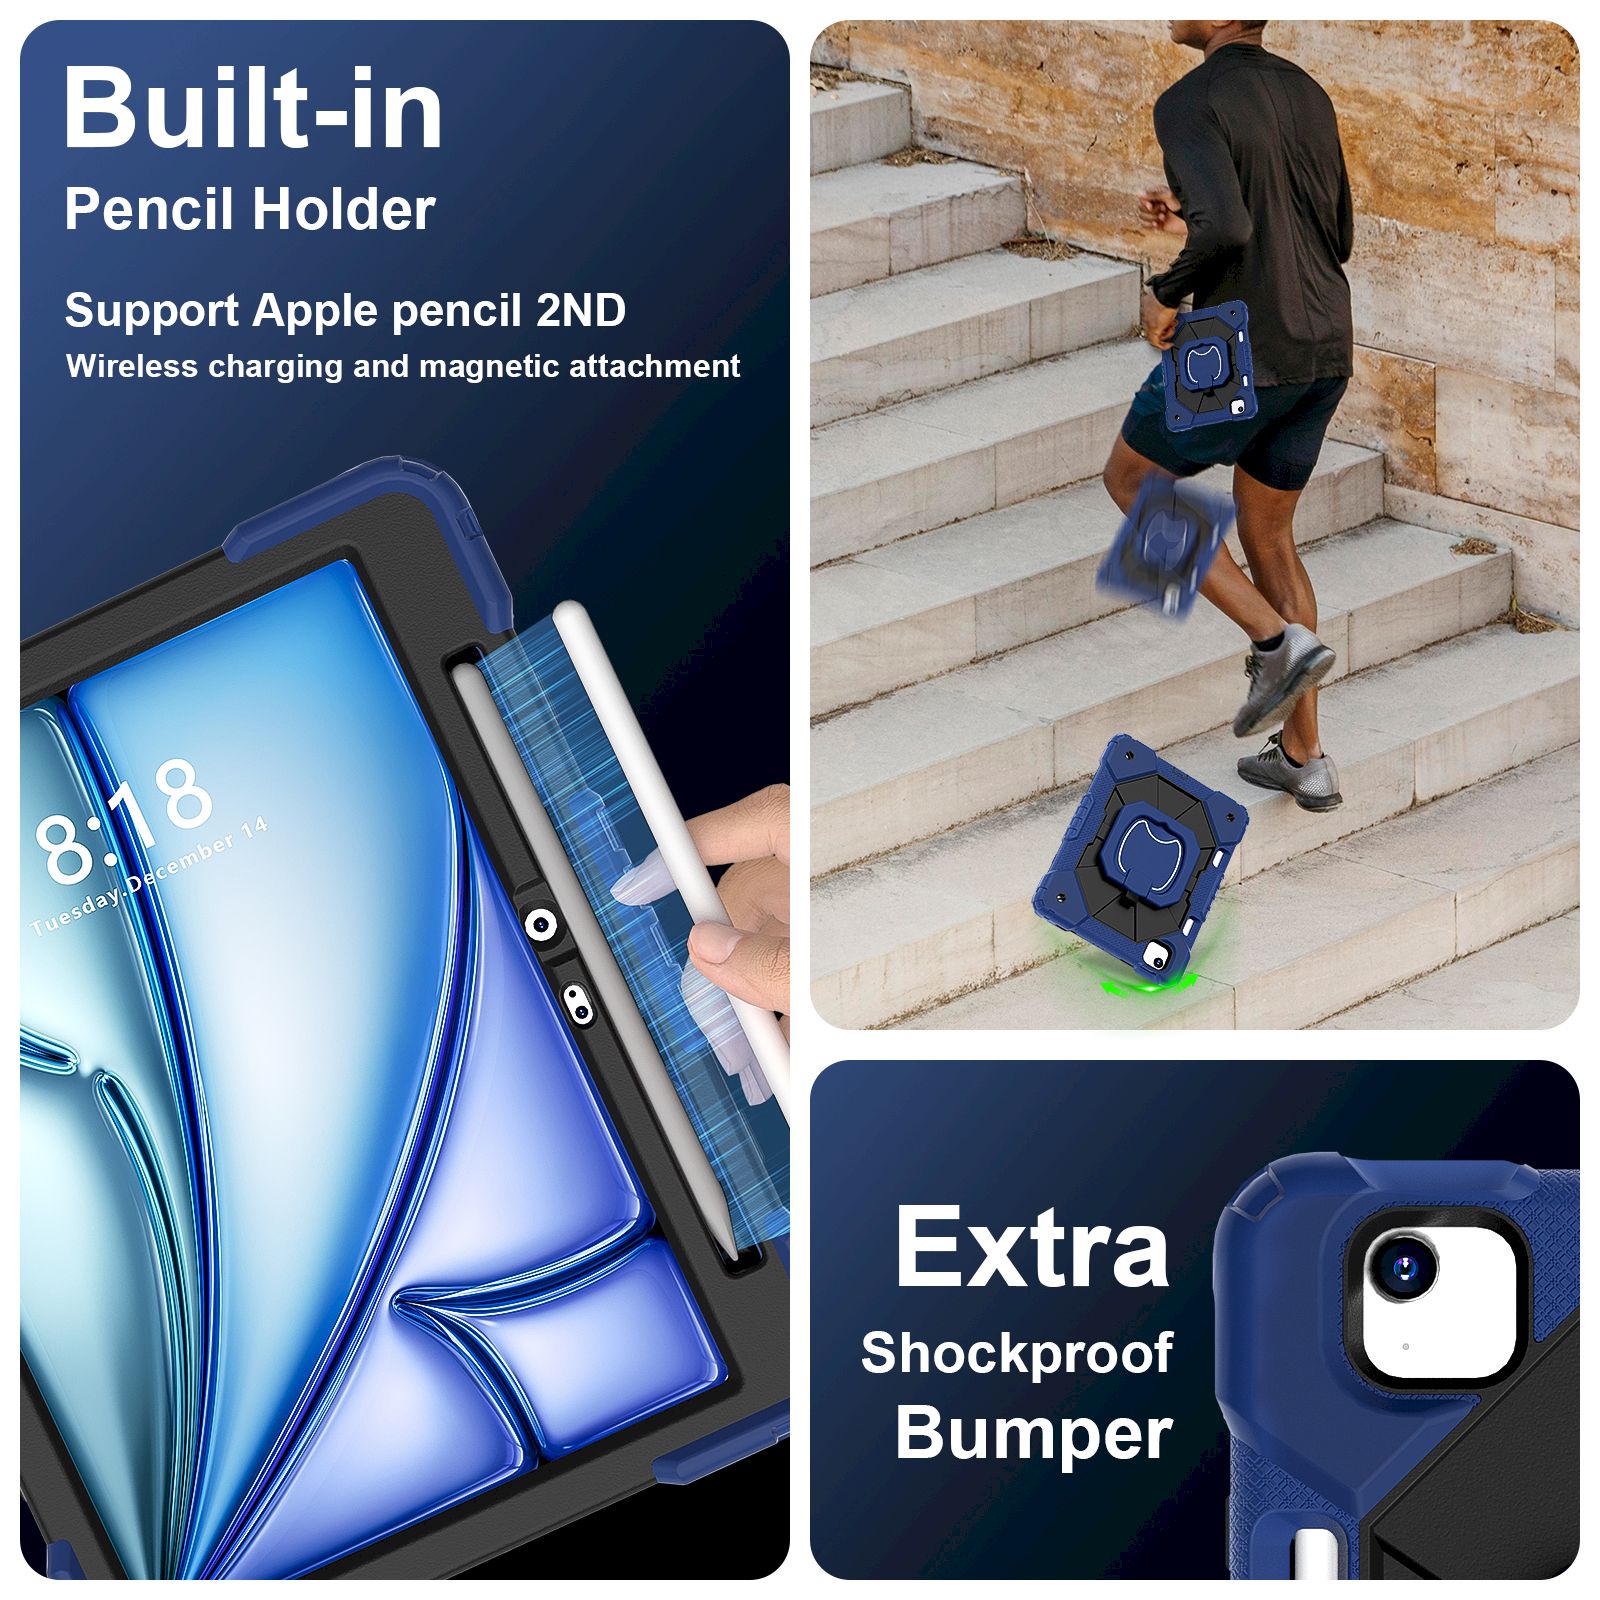 Built-in
Pencil Holder
Support Apple pencil 2ND
Wireless charging and magnetic attachment
8:18
Tuesday.December 14
Extra
Shockproof
Bumper